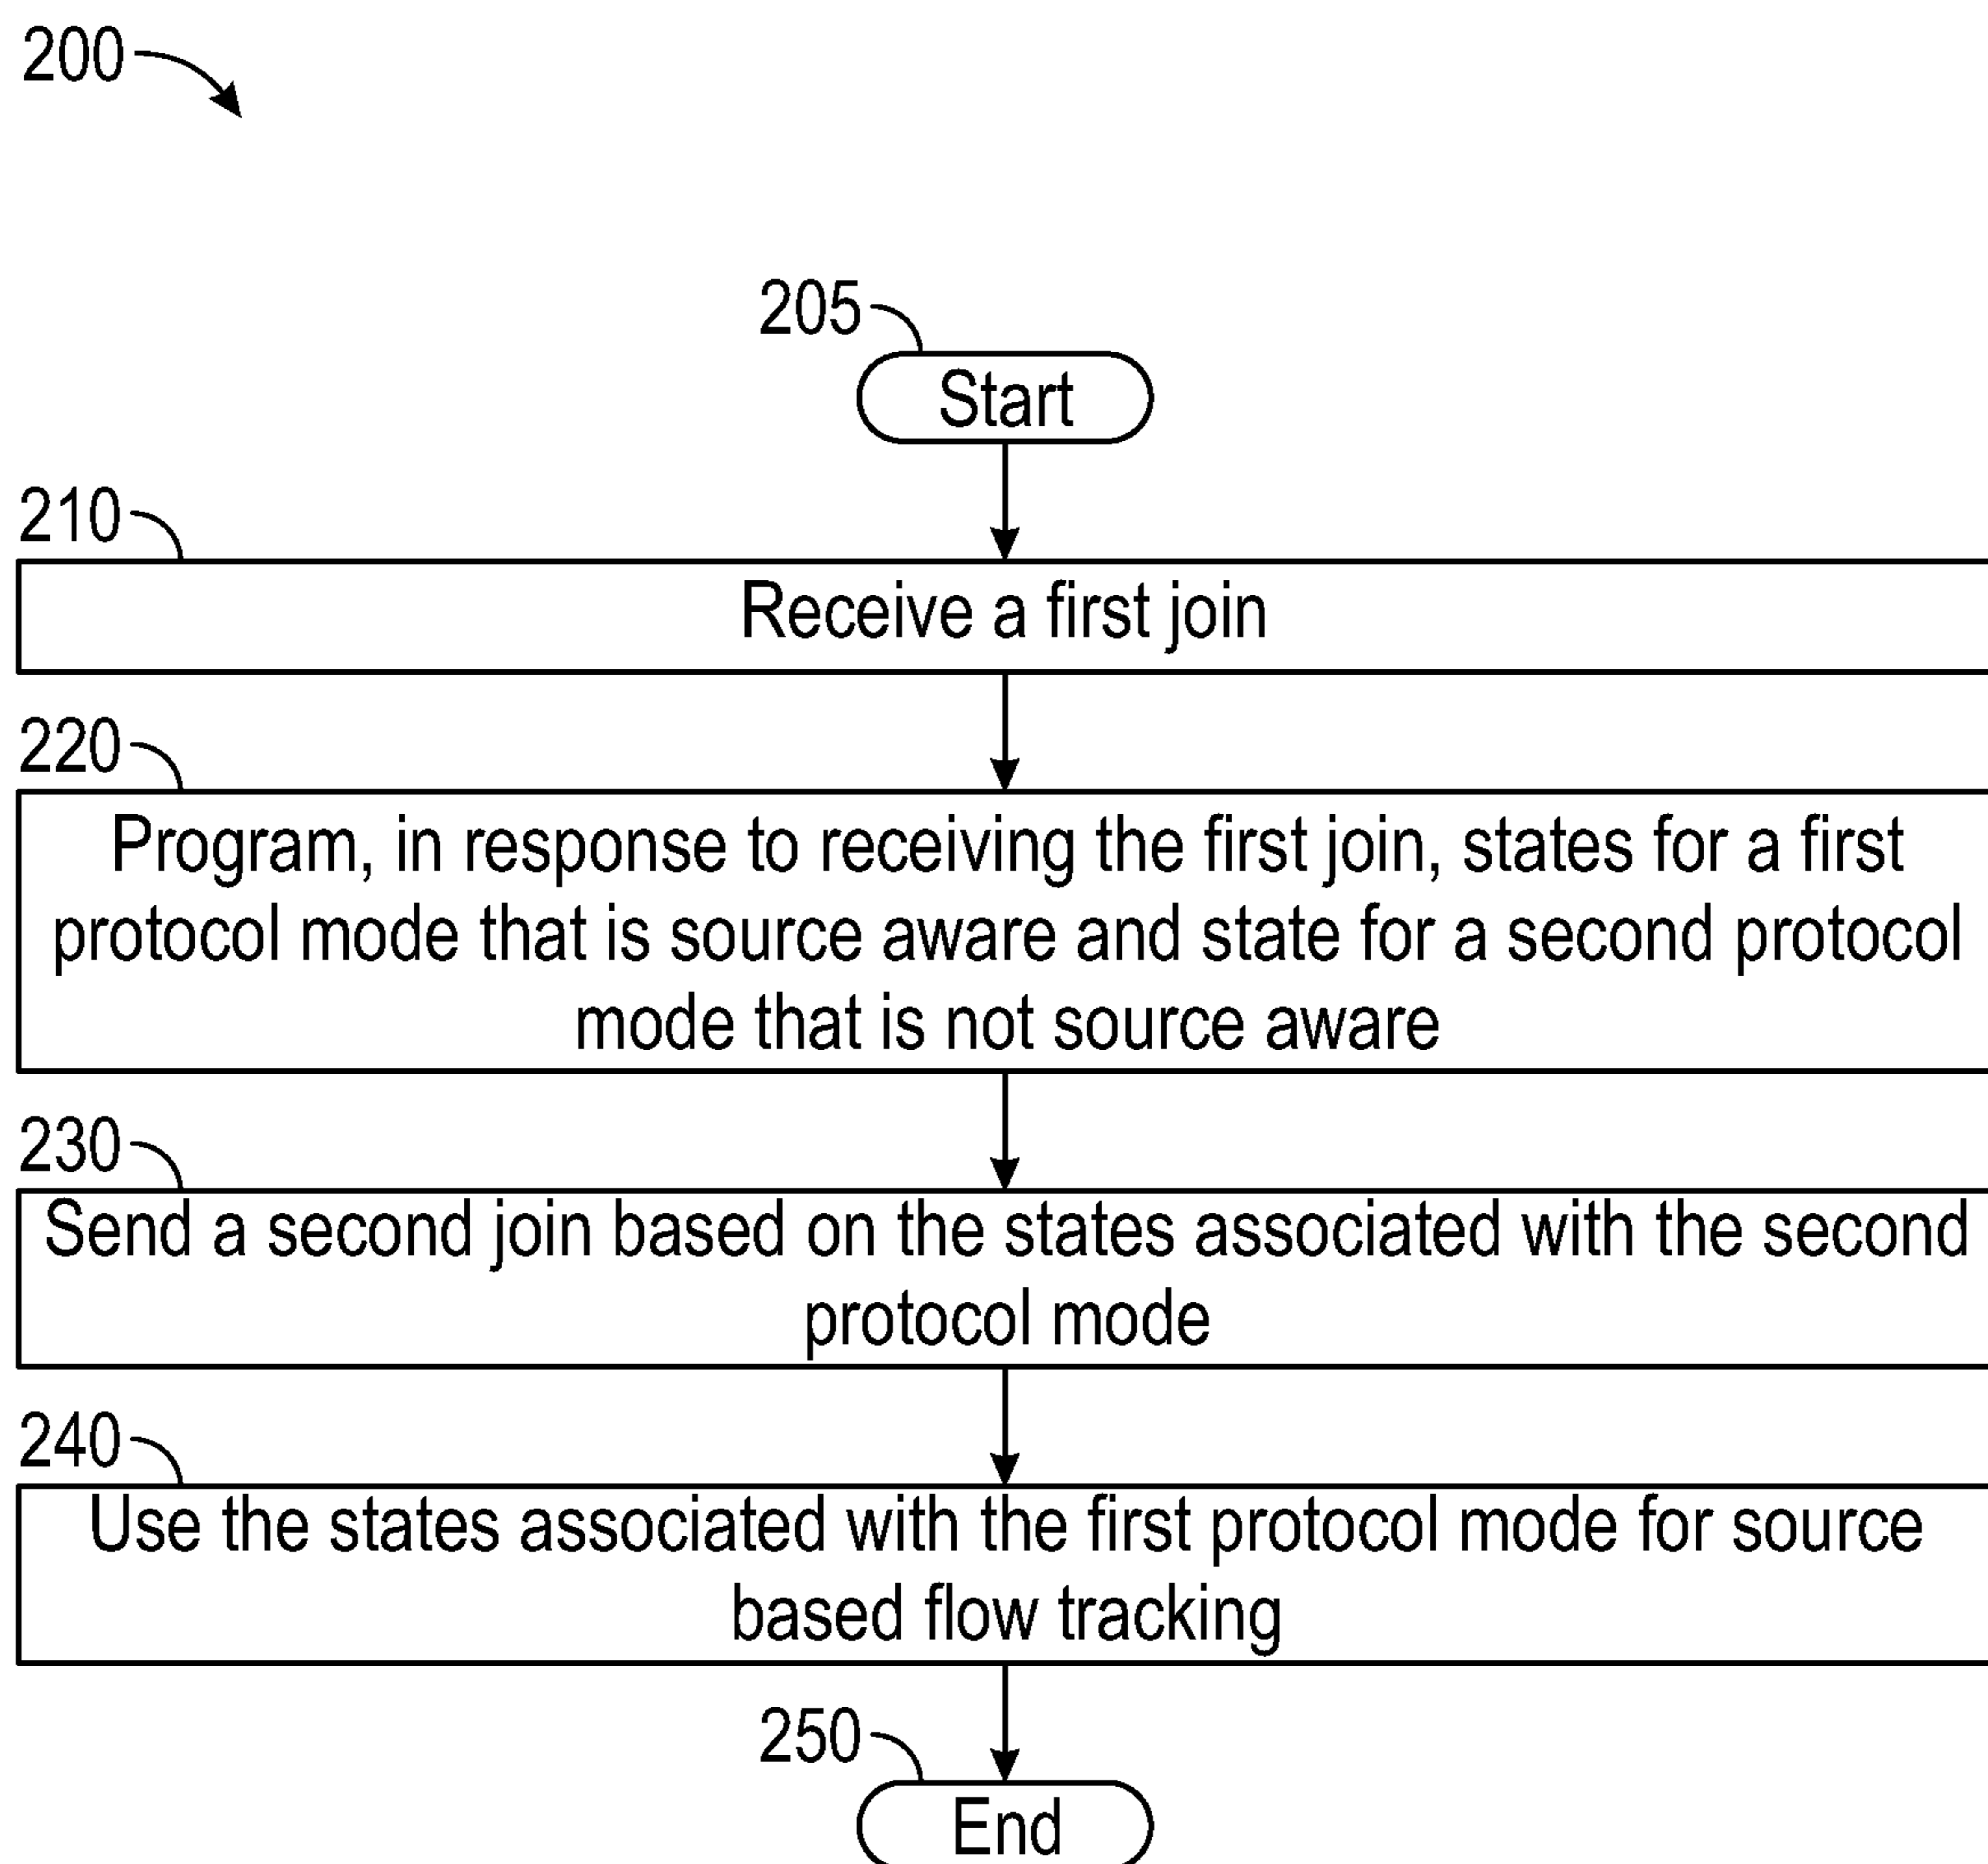 200
205
Start
210
Receive a first join
220
Program, in response to receiving the first join, states for a first
protocol mode that is source aware and state for a second protocol
mode that is not source aware
230
Send a second join based on the states associated with the second
protocol mode
240
Use the states associated with the first protocol mode for source
based flow tracking
250
End